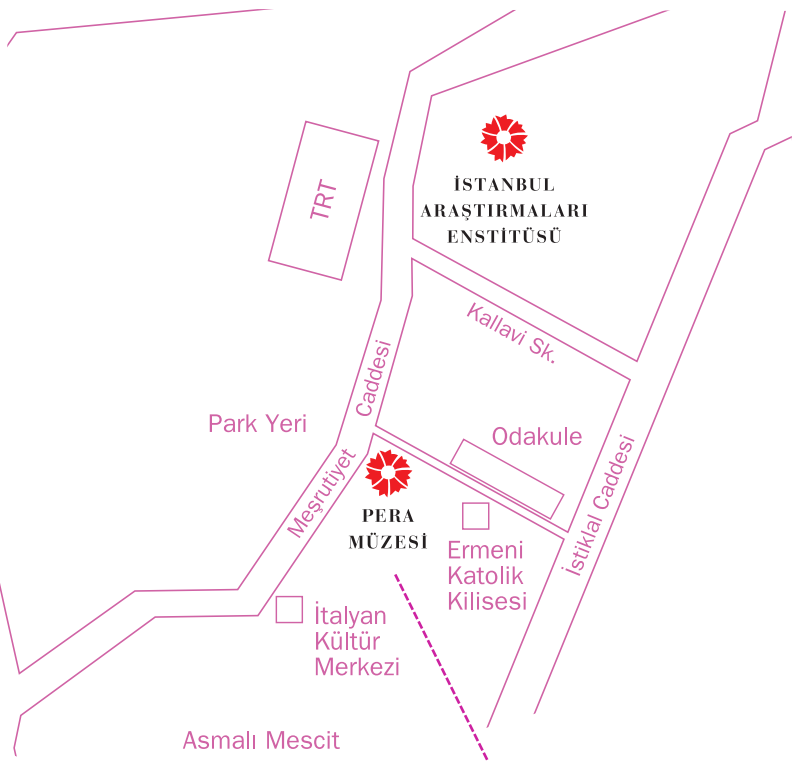 İSTANBUL
ARAŞTIRMALARI
ENSTİTÜSÜ
TRT
Kallavi Sk.
Meşrutiyet Caddesi
Park Yeri
Odakule
İstiklal Caddesi
PERA
MÜZESİ
Ermeni
Katolik
Kilisesi
İtalyan
Kültür
Merkezi
Asmalı Mescit